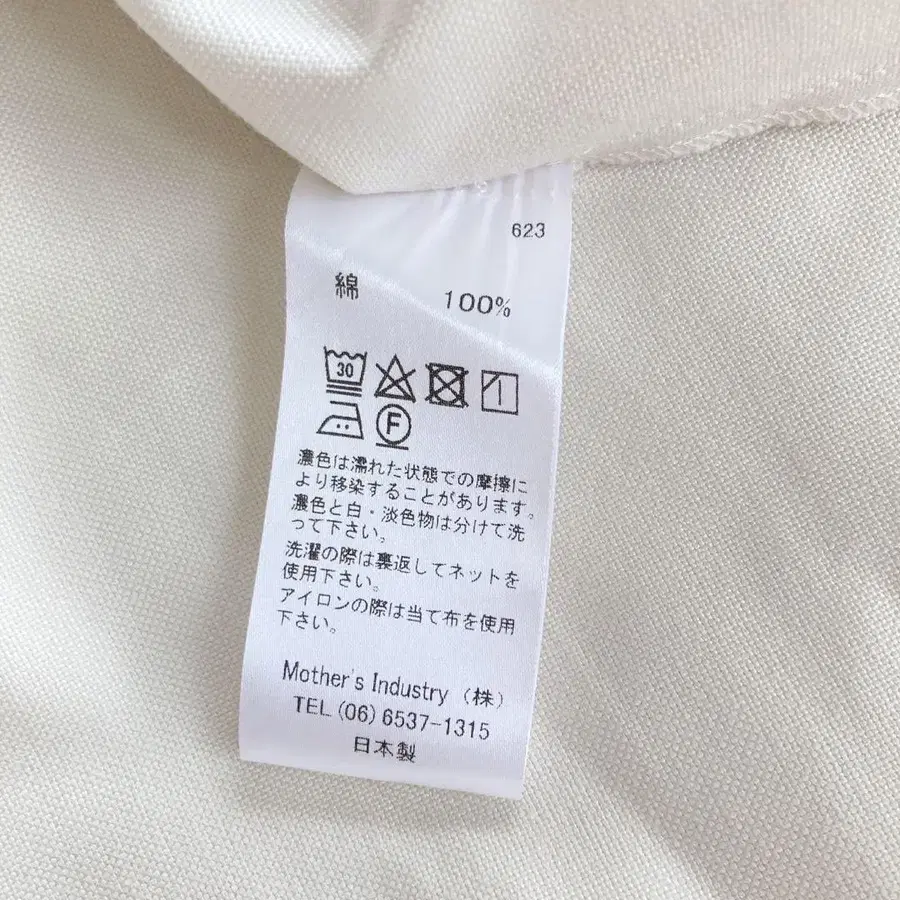 623
綿 100%
30
F
濃色は濡れた状態での摩擦に
より移染することがあります。
濃色と白・淡色物は分けて洗
って下さい。
洗濯の際は裏返してネットを
使用下さい。
アイロンの際は当て布を使用
下さい。
Mother's Industry（株）
TEL(06)6537-1315
日本製